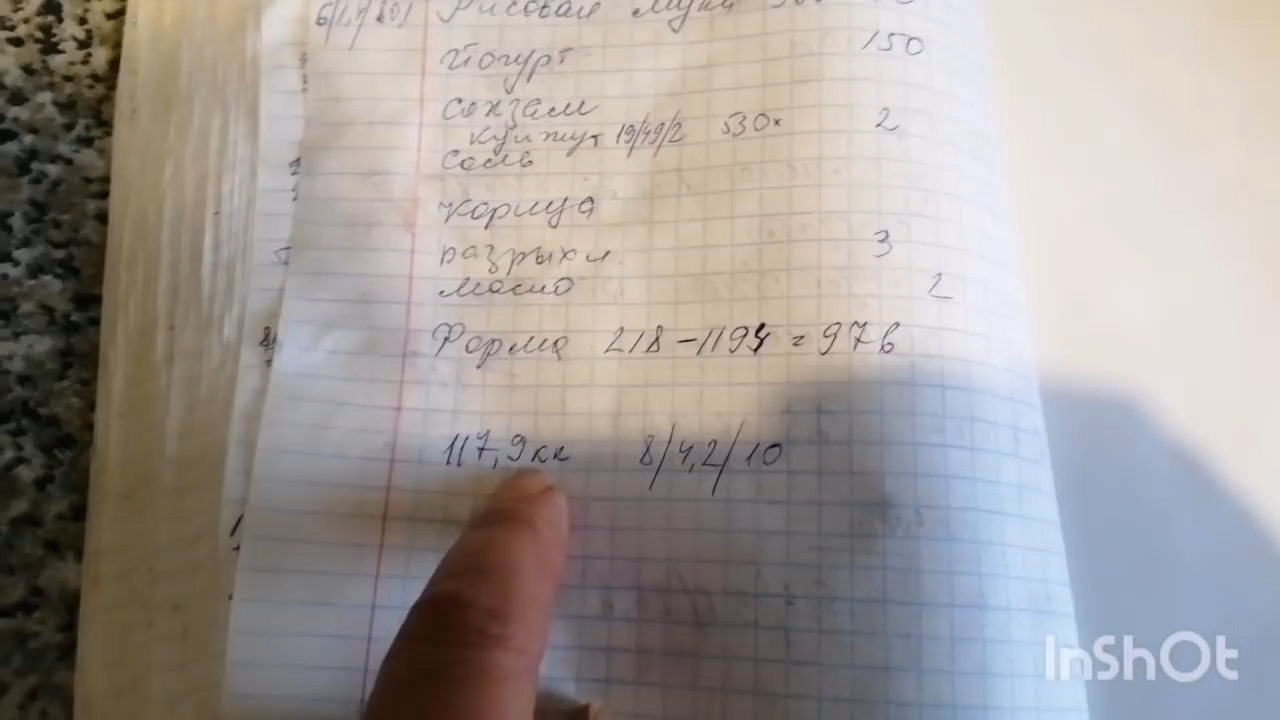 Рисовая мука
Йогурт 150
сахзам
кунжут 19/49/2 530к 2
Соль
корица
разрыхл. 3
масло 2
Форма 218-1194 = 976
117,9кк 8/4,2/10
InShOt